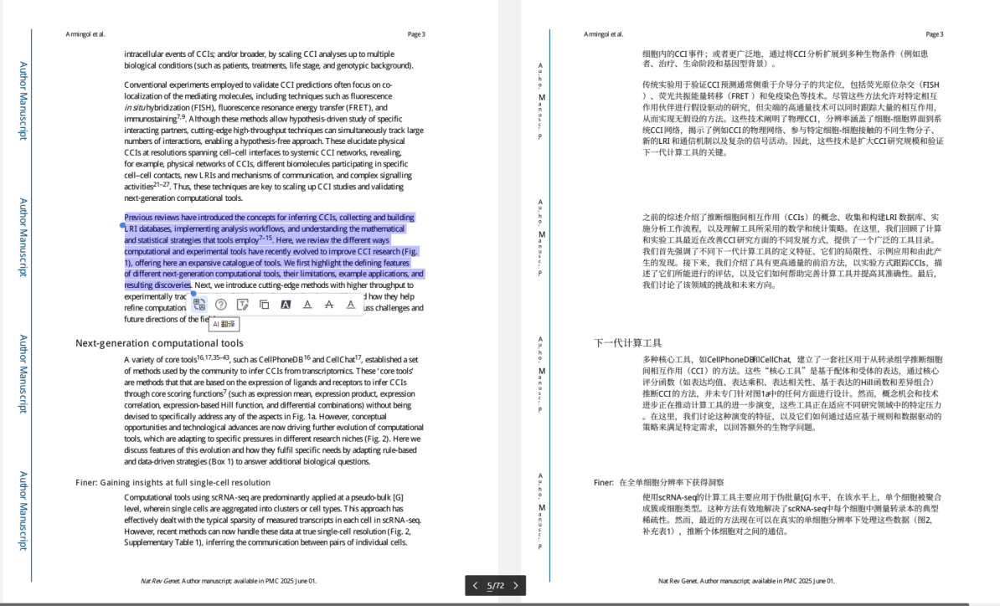 Armingol et al.
Page 3
intracellular events of CCIs; and/or broader, by scaling CCI analyses up to multiple
biological conditions (such as patients, treatments, life stage, and genotypic background).
Conventional experiments employed to validate CCI predictions often focus on co-
localization of the mediating molecules, including techniques such as fluorescence
in situ hybridization (FISH), fluorescence resonance energy transfer (FRET), and
immunostaining7,9. Although these methods allow hypothesis-driven study of specific
interacting partners, cutting-edge high-throughput techniques can simultaneously track large
numbers of interactions, enabling a hypothesis-free approach. These elucidate physical
CCIs at resolutions spanning cell–cell interfaces to systemic CCI networks, revealing,
for example, physical networks of CCIs, different biomolecules participating in specific
cell–cell contacts, new LRIs and mechanisms of communication, and complex signalling
activities21–27. Thus, these techniques are key to scaling up CCI studies and validating
next-generation computational tools.
Previous reviews have introduced the concepts for inferring CCIs, collecting and building
LRI databases, implementing analysis workflows, and understanding the mathematical
and statistical strategies that tools employ7–15. Here, we review the different ways
computational and experimental tools have recently evolved to improve CCI research (Fig.
1), offering here an expansive catalogue of tools. We first highlight the defining features
of different next-generation computational tools, their limitations, example applications, and
resulting discoveries. Next, we introduce cutting-edge methods with higher throughput to
experimentally trac d how they help
refine computation uss challenges and
future directions of the fiel
AI 翻译
Next-generation computational tools
A variety of core tools16,17,35–43, such as CellPhoneDB16 and CellChat17, established a set
of methods used by the community to infer CCIs from transcriptomics. These ‘core tools’
are methods that that are based on the expression of ligands and receptors to infer CCIs
through core scoring functions7 (such as expression mean, expression product, expression
correlation, expression-based Hill function, and differential combinations) without being
devised to specifically address any of the aspects in Fig. 1a. However, conceptual
opportunities and technological advances are now driving further evolution of computational
tools, which are adapting to specific pressures in different research niches (Fig. 2). Here we
discuss features of this evolution and how they fulfil specific needs by adapting rule-based
and data-driven strategies (Box 1) to answer additional biological questions.
Finer: Gaining insights at full single-cell resolution
Computational tools using scRNA-seq are predominantly applied at a pseudo-bulk [G]
level, wherein single cells are aggregated into clusters or cell types. This approach has
effectively dealt with the typical sparsity of measured transcripts in each cell in scRNA-seq.
However, recent methods can now handle these data at true single-cell resolution (Fig. 2,
Supplementary Table 1), inferring the communication between pairs of individual cells.
Nat Rev Genet. Author manuscript; available in PMC 2025 June 01.
Author Manuscript
Author Manuscript
Author Manuscript
Author Manuscript
5/72
Armingol et al.
Page 3
细胞内的CCI事件；或者更广泛地，通过将CCI分析扩展到多种生物条件（例如患
者、治疗、生命阶段和基因型背景）。
传统实验用于验证CCI预测通常侧重于介导分子的共定位，包括荧光原位杂交（FISH
）、荧光共振能量转移（FRET ）和免疫染色等技术。尽管这些方法允许对特定相互
作用伙伴进行假设驱动的研究，但尖端的高通量技术可以同时跟踪大量的相互作用，
从而实现无假设的方法。这些技术阐明了物理CCI，分辨率涵盖了细胞-细胞界面到系
统CCI网络，揭示了例如CCI的物理网络、参与特定细胞-细胞接触的不同生物分子、
新的LRI和通信机制以及复杂的信号活动。因此，这些技术是扩大CCI研究规模和验证
下一代计算工具的关键。
之前的综述介绍了推断细胞间相互作用（CCIs）的概念、收集和构建LRI数据库、实
施分析工作流程，以及理解工具所采用的数学和统计策略。在这里，我们回顾了计算
和实验工具最近在改善CCI研究方面的不同发展方式，提供了一个广泛的工具目录。
我们首先强调了不同下一代计算工具的定义特征、它们的局限性、示例应用和由此产
生的发现。接下来，我们介绍了具有更高通量的前沿方法，以实验方式跟踪CCIs，描
述了它们所能进行的评估，以及它们如何帮助完善计算工具并提高其准确性。最后，
我们讨论了该领域的挑战和未来方向。
下一代计算工具
多种核心工具，如CellPhoneDB和CellChat，建立了一套社区用于从转录组学推断细胞
间相互作用（CCI）的方法。这些“核心工具”是基于配体和受体的表达，通过核心
评分函数（如表达均值、表达乘积、表达相关性、基于表达的Hill函数和差异组合）
推断CCI的方法，并未专门针对图1a中的任何方面进行设计。然而，概念机会和技术
进步正在推动计算工具的进一步演变，这些工具正在适应不同研究领域中的特定压力
。在这里，我们讨论这种演变的特征，以及它们如何通过适应基于规则和数据驱动的
策略来满足特定需求，以回答额外的生物学问题。
Finer: 在全单细胞分辨率下获得洞察
使用scRNA-seq的计算工具主要应用于伪批量[G]水平，在该水平上，单个细胞被聚合
成簇或细胞类型。这种方法有效地解决了scRNA-seq中每个细胞中测量转录本的典型
稀疏性。然而，最近的方法现在可以在真实的单细胞分辨率下处理这些数据（图2，
补充表1），推断个体细胞对之间的通信。
Nat Rev Genet. Author manuscript; available in PMC 2025 June 01.